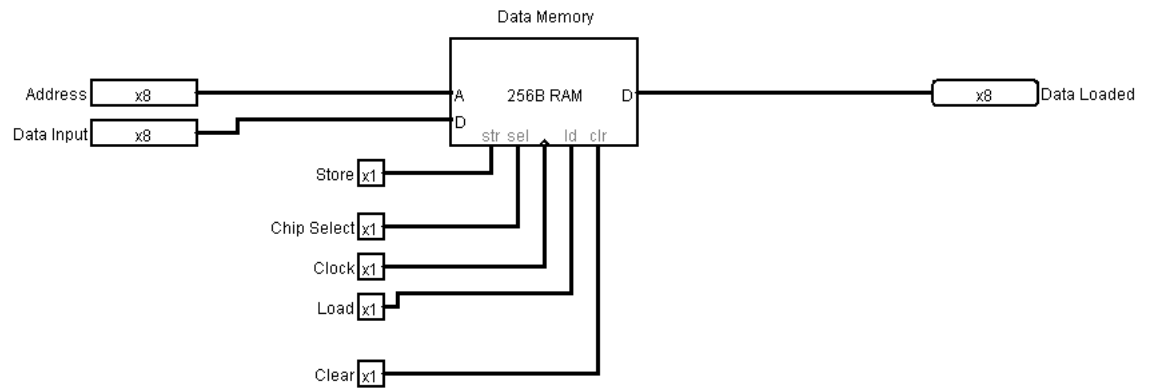 Data Memory
Address x8 A 256B RAM D x8 Data Loaded
Data Input x8 D
str sel ld clr
Store x1
Chip Select x1
Clock x1
Load x1
Clear x1